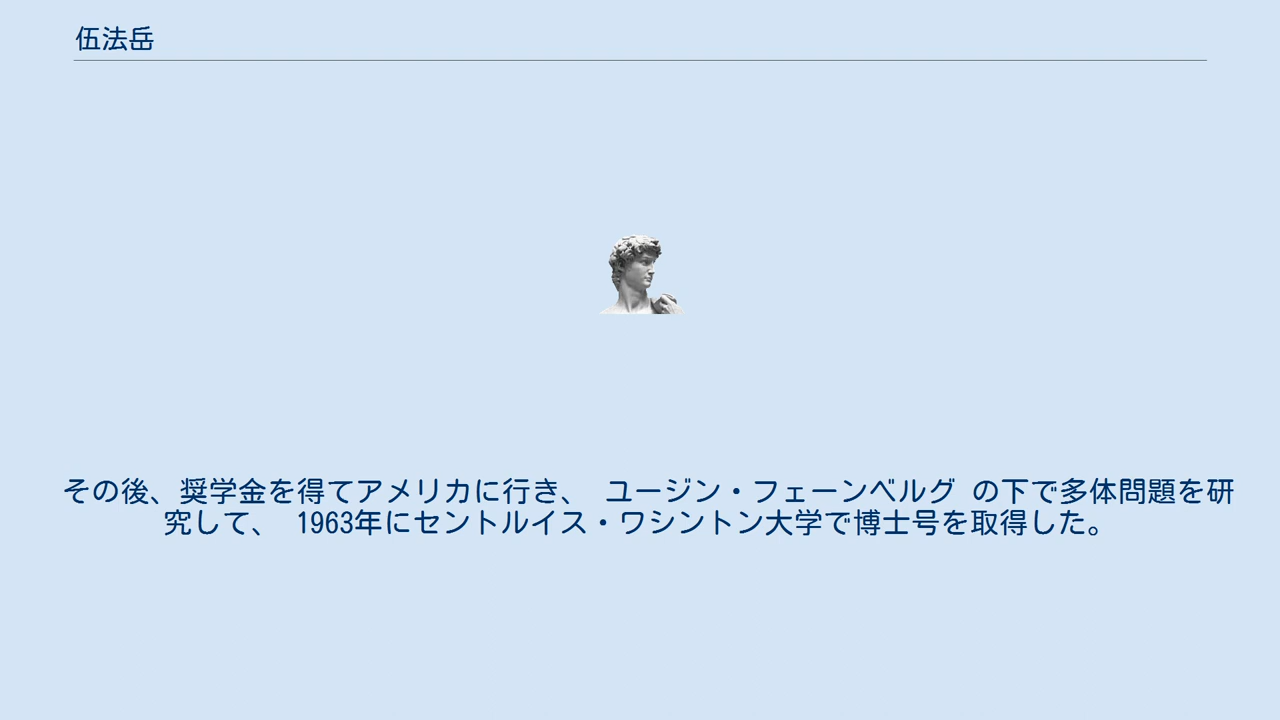 伍法岳
その後、奨学金を得てアメリカに行き、 ユージン・フェーンベルグ の下で多体問題を研
究して、 1963年にセントルイス・ワシントン大学で博士号を取得した。